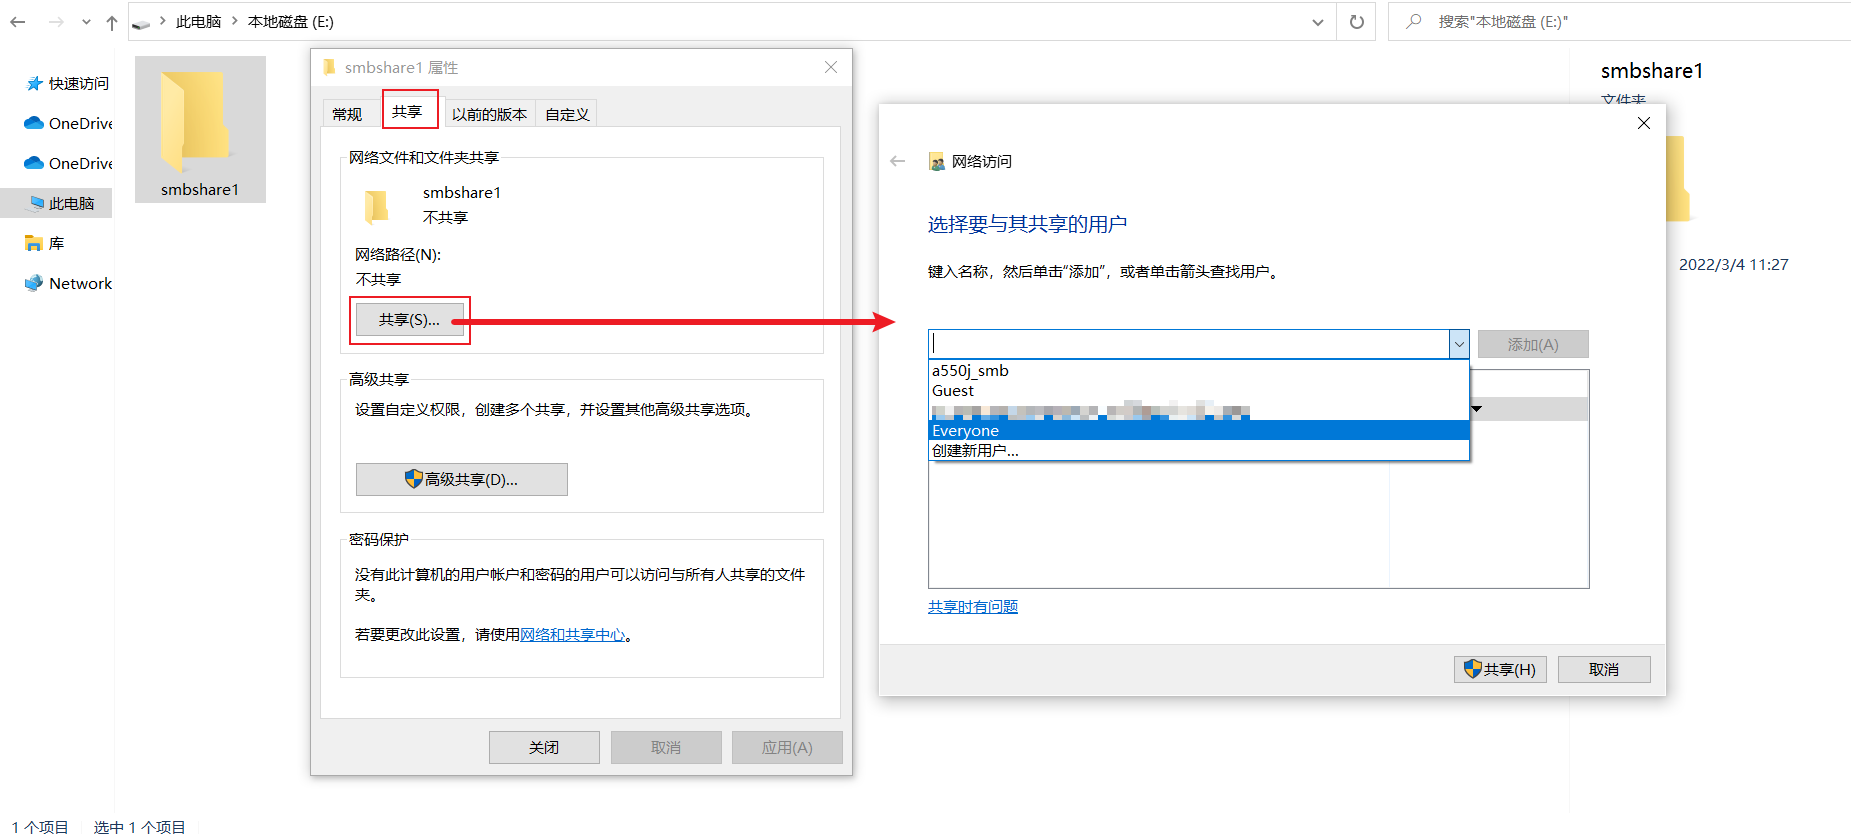 此电脑 本地磁盘 (E:)
搜索"本地磁盘 (E:)"
快速访问
OneDrive
OneDrive
此电脑
库
Network
smbshare1
smbshare1 属性
常规 共享 以前的版本 自定义
网络文件和文件夹共享
smbshare1
不共享
网络路径(N):
不共享
共享(S)...
高级共享
设置自定义权限，创建多个共享，并设置其他高级共享选项。
高级共享(D)...
密码保护
没有此计算机的用户帐户和密码的用户可以访问与所有人共享的文件
夹。
若要更改此设置，请使用网络和共享中心。
关闭 取消 应用(A)
网络访问
选择要与其共享的用户
键入名称，然后单击“添加”，或者单击箭头查找用户。
添加(A)
a550j_smb
Guest
Everyone
创建新用户...
共享时有问题
共享(H) 取消
smbshare1
文件夹
2022/3/4 11:27
1 个项目 选中 1 个项目